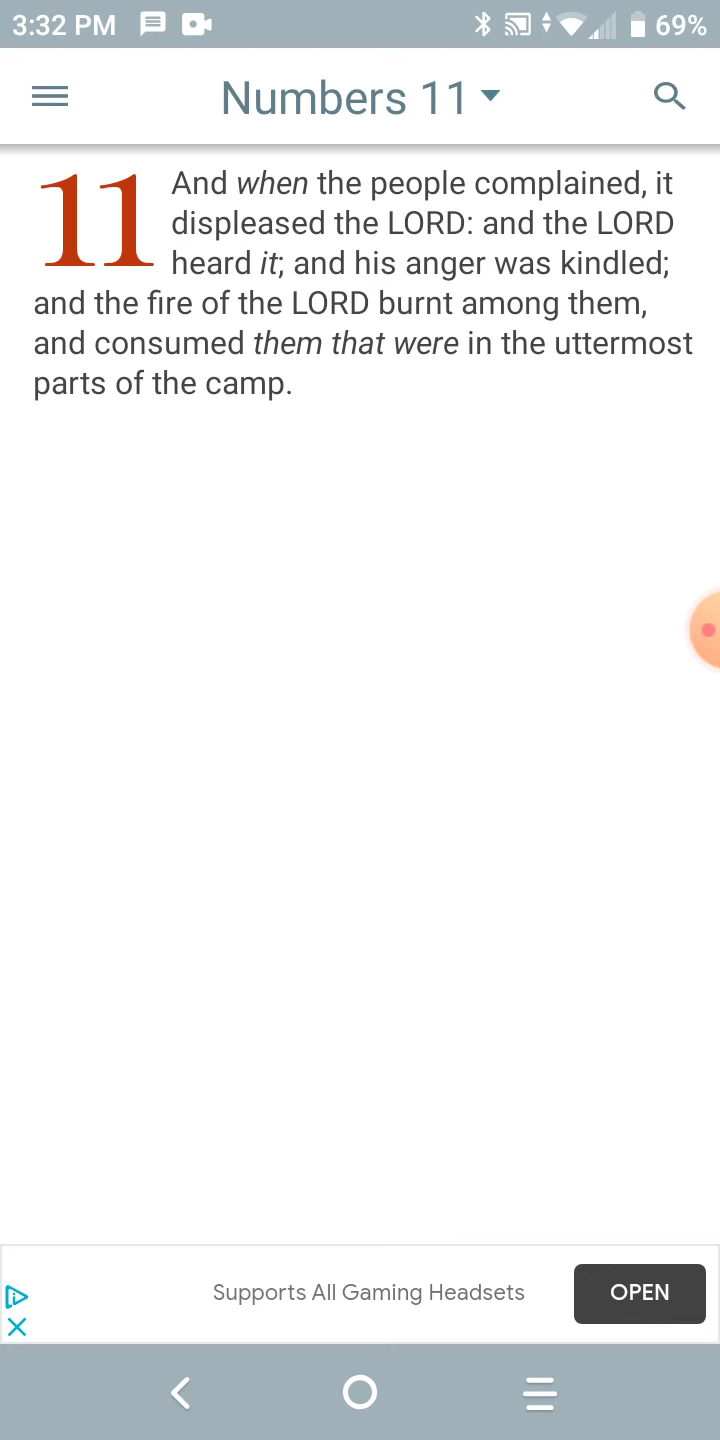 3:32 PM 69%
Numbers 11
11 And when the people complained, it
displeased the LORD: and the LORD
heard it; and his anger was kindled;
and the fire of the LORD burnt among them,
and consumed them that were in the uttermost
parts of the camp.
Supports All Gaming Headsets OPEN